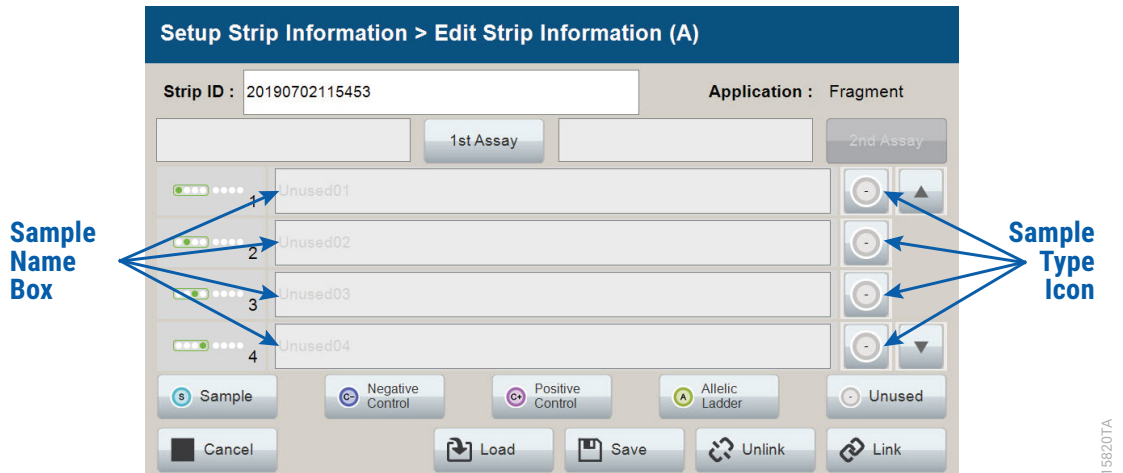 Setup Strip Information > Edit Strip Information (A)
Strip ID : 20190702115453 Application : Fragment
1st Assay 2nd Assay
1 Unused01 -
2 Unused02 -
3 Unused03 -
4 Unused04 -
Sample
Name
Box
Sample
Type
Icon
S Sample
C- Negative
Control
C+ Positive
Control
A Allelic
Ladder
- Unused
Cancel Load Save Unlink Link
15820TA